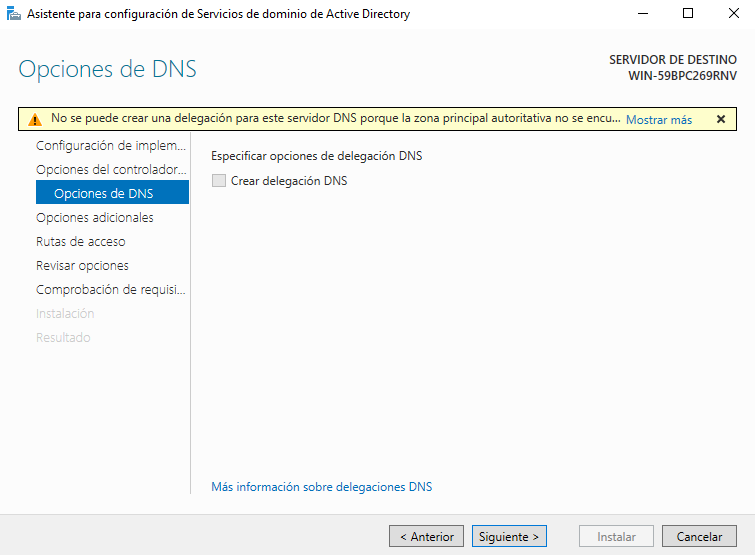 Asistente para configuración de Servicios de dominio de Active Directory
Opciones de DNS
SERVIDOR DE DESTINO
WIN-59BPC269RNV
No se puede crear una delegación para este servidor DNS porque la zona principal autoritativa no se encu... Mostrar más
Configuración de implem...
Opciones del controlador...
Opciones de DNS
Opciones adicionales
Rutas de acceso
Revisar opciones
Comprobación de requisi...
Instalación
Resultado
Especificar opciones de delegación DNS
Crear delegación DNS
Más información sobre delegaciones DNS
< Anterior Siguiente > Instalar Cancelar